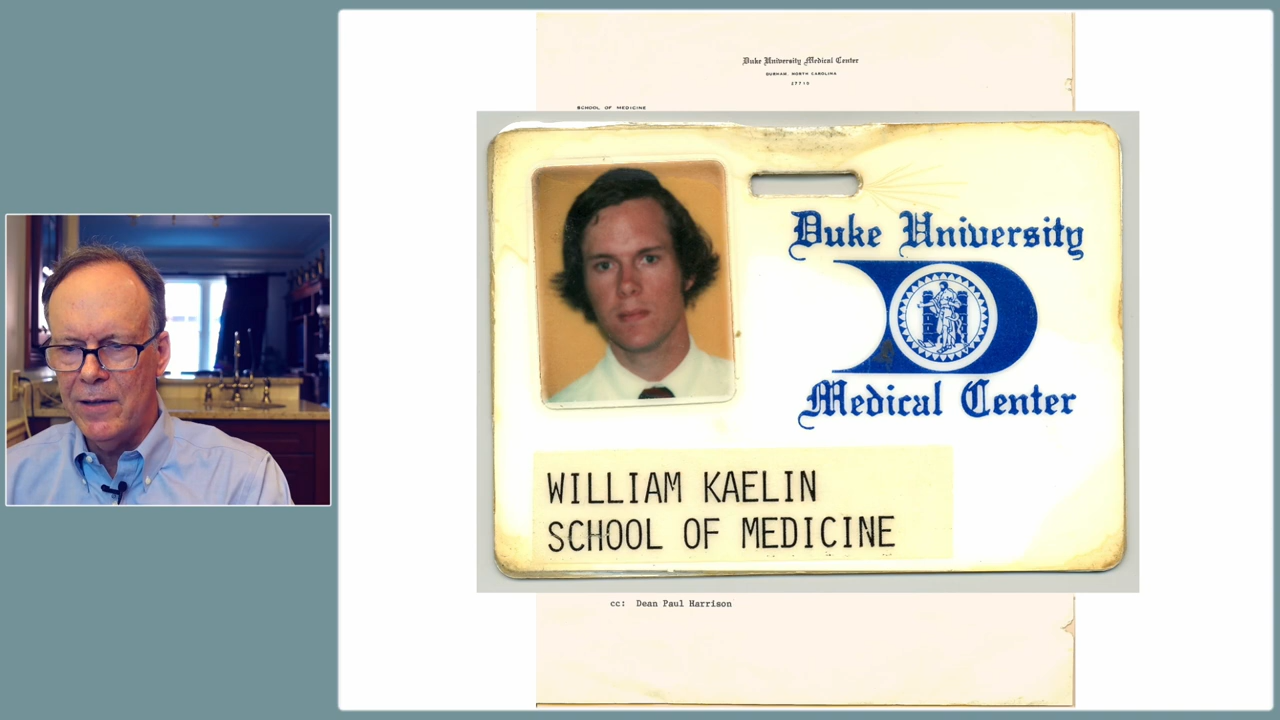 Duke University Medical Center
DURHAM, NORTH CAROLINA
27710
SCHOOL OF MEDICINE
Duke University
Medical Center
WILLIAM KAELIN
SCHOOL OF MEDICINE
cc: Dean Paul Harrison